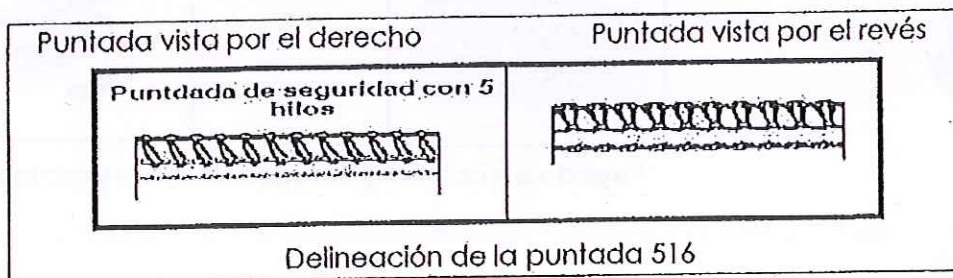 Puntada vista por el derecho
Puntada vista por el revés
Puntdada de seguridad con 5
hilos
Delineación de la puntada 516